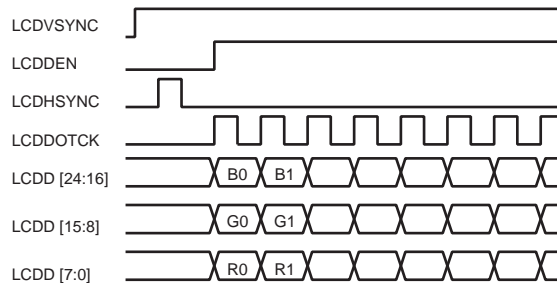 LCDVSYNC
LCDDEN
LCDHSYNC
LCDDOTCK
LCDD [24:16] B0 B1
LCDD [15:8] G0 G1
LCDD [7:0] R0 R1